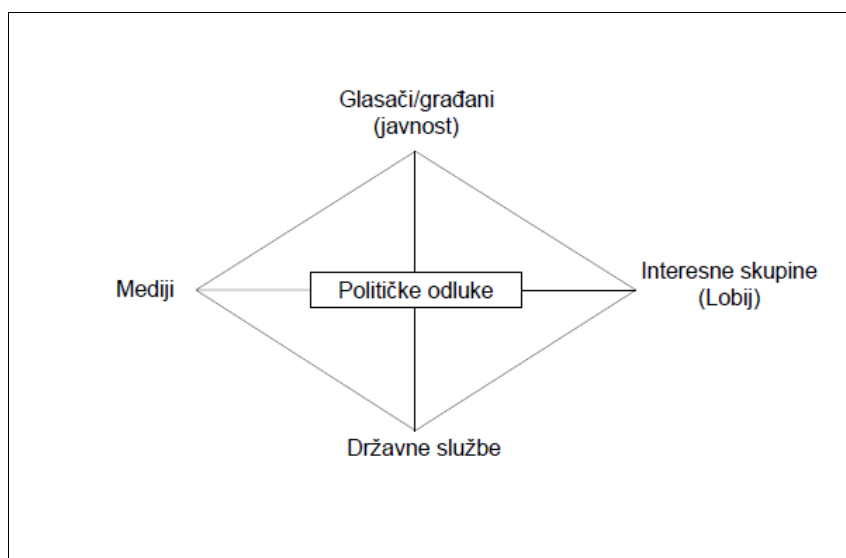 Glasači/građani
(javnost)
Mediji
Političke odluke
Interesne skupine
(Lobij)
Državne službe